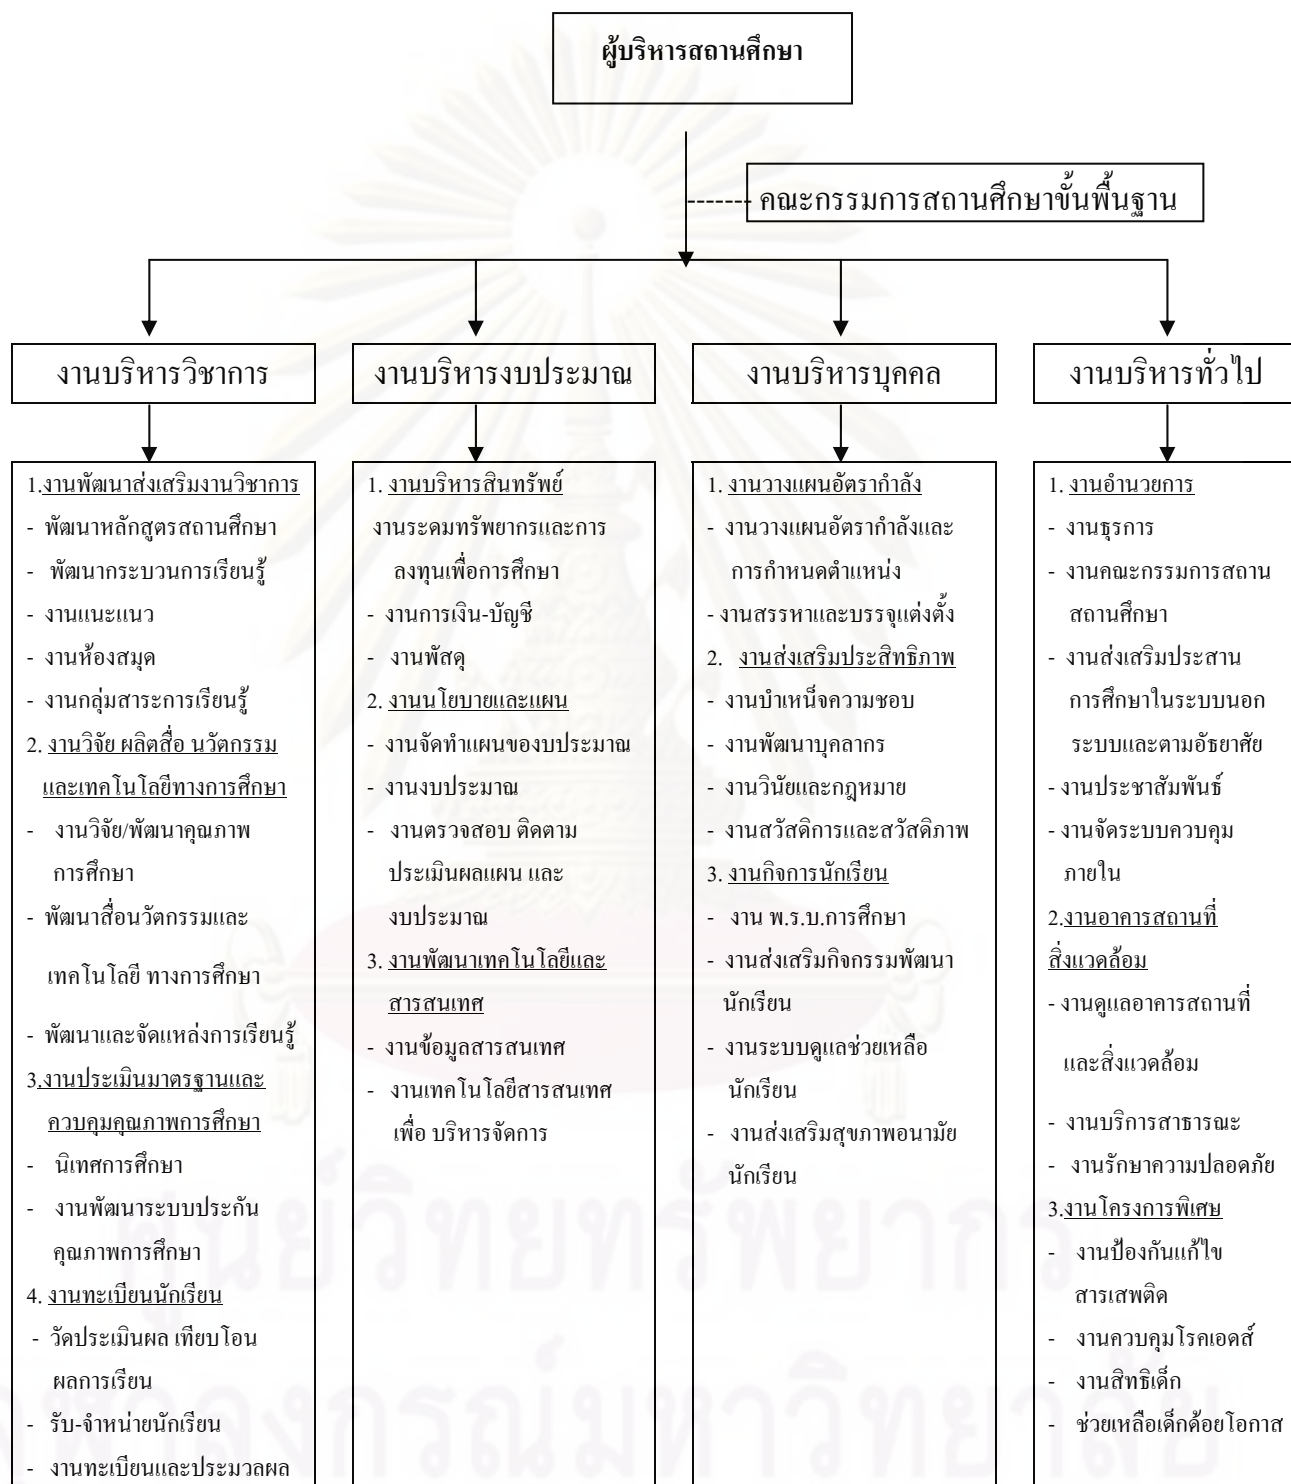 ผู้บริหารสถานศึกษา
คณะกรรมการสถานศึกษาขั้นพื้นฐาน
งานบริหารวิชาการ
1.งานพัฒนาส่งเสริมงานวิชาการ
- พัฒนาหลักสูตรสถานศึกษา
- พัฒนากระบวนการเรียนรู้
- งานแนะแนว
- งานห้องสมุด
- งานกลุ่มสาระการเรียนรู้
2. งานวิจัย ผลิตสื่อ นวัตกรรม
และเทคโนโลยีทางการศึกษา
- งานวิจัย/พัฒนาคุณภาพ
การศึกษา
- พัฒนาสื่อนวัตกรรมและ
เทคโนโลยี ทางการศึกษา
- พัฒนาและจัดแหล่งการเรียนรู้
3.งานประเมินมาตรฐานและ
ควบคุมคุณภาพการศึกษา
- นิเทศการศึกษา
- งานพัฒนาระบบประกัน
คุณภาพการศึกษา
4. งานทะเบียนนักเรียน
- วัดประเมินผล เทียบโอน
ผลการเรียน
- รับ-จำหน่ายนักเรียน
- งานทะเบียนและประมวลผล
งานบริหารงบประมาณ
1. งานบริหารสินทรัพย์
งานระดมทรัพยากรและการ
ลงทุนเพื่อการศึกษา
- งานการเงิน-บัญชี
- งานพัสดุ
2. งานนโยบายและแผน
- งานจัดทำแผนของบประมาณ
- งานงบประมาณ
- งานตรวจสอบ ติดตาม
ประเมินผลแผน และ
งบประมาณ
3. งานพัฒนาเทคโนโลยีและ
สารสนเทศ
- งานข้อมูลสารสนเทศ
- งานเทคโนโลยีสารสนเทศ
เพื่อ บริหารจัดการ
งานบริหารบุคคล
1. งานวางแผนอัตรากำลัง
- งานวางแผนอัตรากำลังและ
การกำหนดตำแหน่ง
- งานสรรหาและบรรจุแต่งตั้ง
2. งานส่งเสริมประสิทธิภาพ
- งานบำเหน็จความชอบ
- งานพัฒนาบุคลากร
- งานวินัยและกฎหมาย
- งานสวัสดิการและสวัสดิภาพ
3. งานกิจการนักเรียน
- งาน พ.ร.บ.การศึกษา
- งานส่งเสริมกิจกรรมพัฒนา
นักเรียน
- งานระบบดูแลช่วยเหลือ
นักเรียน
- งานส่งเสริมสุขภาพอนามัย
นักเรียน
งานบริหารทั่วไป
1. งานอำนวยการ
- งานธุรการ
- งานคณะกรรมการสถาน
สถานศึกษา
- งานส่งเสริมประสาน
การศึกษาในระบบนอก
ระบบและตามอัธยาศัย
- งานประชาสัมพันธ์
- งานจัดระบบควบคุม
ภายใน
2.งานอาคารสถานที่
สิ่งแวดล้อม
- งานดูแลอาคารสถานที่
และสิ่งแวดล้อม
- งานบริการสาธารณะ
- งานรักษาความปลอดภัย
3.งานโครงการพิเศษ
- งานป้องกันแก้ไข
สารเสพติด
- งานควบคุมโรคเอดส์
- งานสิทธิเด็ก
- ช่วยเหลือเด็กด้อยโอกาส
ศูนย์วิทยทรัพยากร
จุฬาลงกรณ์มหาวิทยาลัย